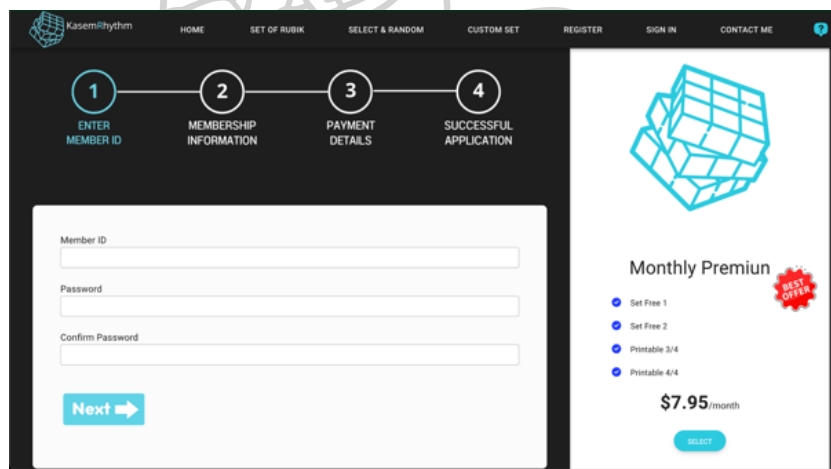 KasemRhythm
HOME SET OF RUBIK SELECT & RANDOM CUSTOM SET REGISTER SIGN IN CONTACT ME ?
1 2 3 4
ENTER
MEMBER ID
MEMBERSHIP
INFORMATION
PAYMENT
DETAILS
SUCCESSFUL
APPLICATION
Member ID
Password
Confirm Password
Next
Monthly Premiun
BEST
OFFER
Set Free 1
Set Free 2
Printable 3/4
Printable 4/4
$7.95/month
SELECT